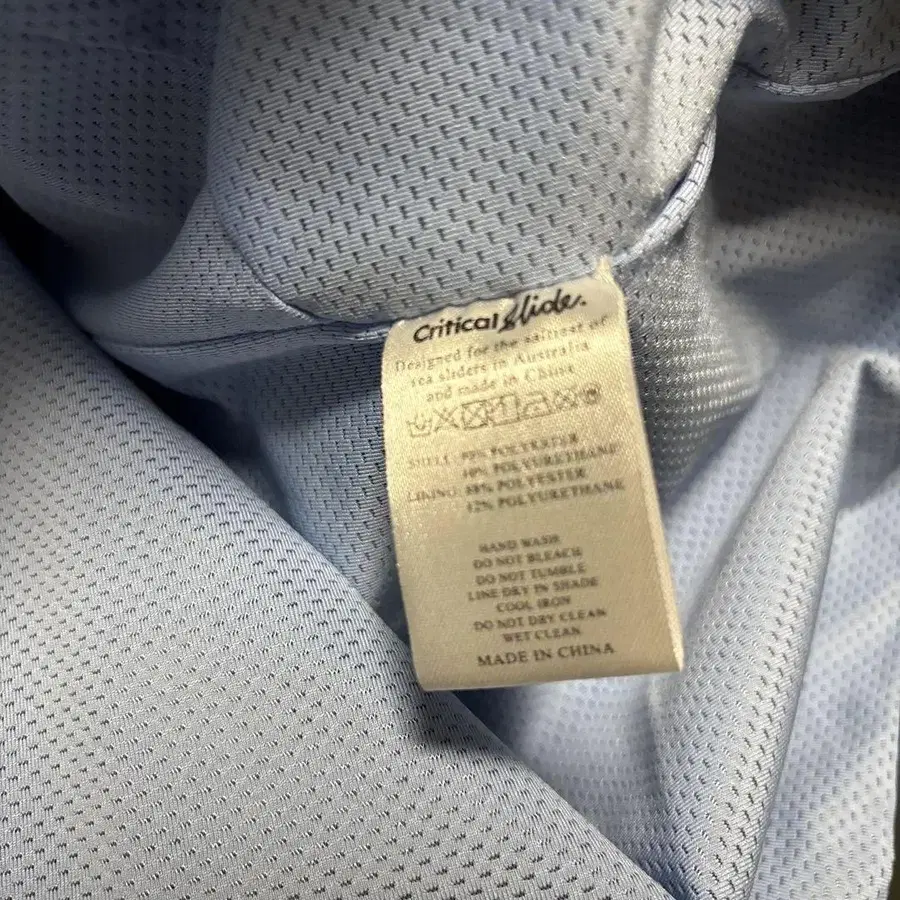 Critical Slide.
Designed for the saltiest of
sea sliders in Australia
and made in China
SHELL: POLYESTER
10% POLYURETHANE
LINING: 88% POLYESTER
12% POLYURETHANE
HAND WASH
DO NOT BLEACH
DO NOT TUMBLE
LINE DRY IN SHADE
COOL IRON
DO NOT DRY CLEAN
WET CLEAN
MADE IN CHINA